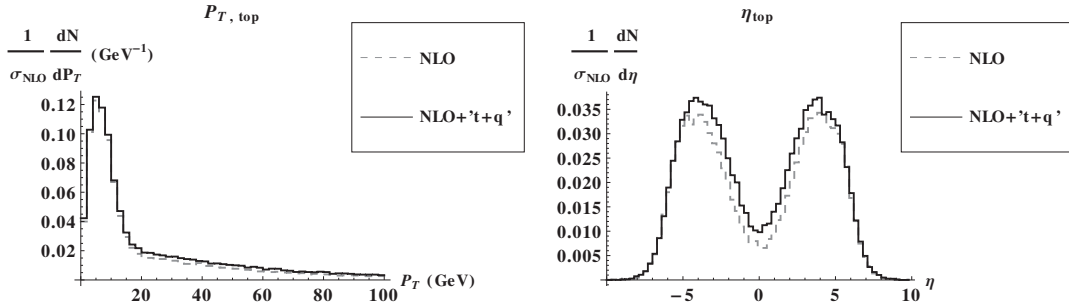 P_T, top
1/σ_NLO dN/dP_T (GeV⁻¹)
NLO
NLO+'t+q'
0.12
0.10
0.08
0.06
0.04
0.02
20 40 60 80 100
P_T (GeV)
η_top
1/σ_NLO dN/dη
NLO
NLO+'t+q'
0.035
0.030
0.025
0.020
0.015
0.010
0.005
−5 0 5 10
η